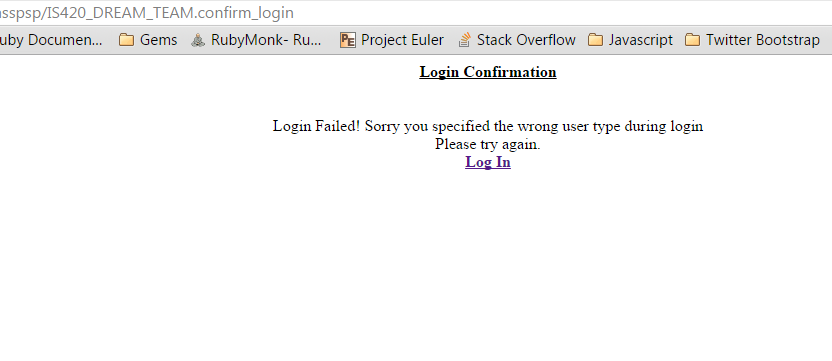 asspsp/IS420_DREAM_TEAM.confirm_login
uby Documen... Gems RubyMonk- Ru... PE Project Euler Stack Overflow Javascript Twitter Bootstrap
Login Confirmation
Login Failed! Sorry you specified the wrong user type during login
Please try again.
Log In